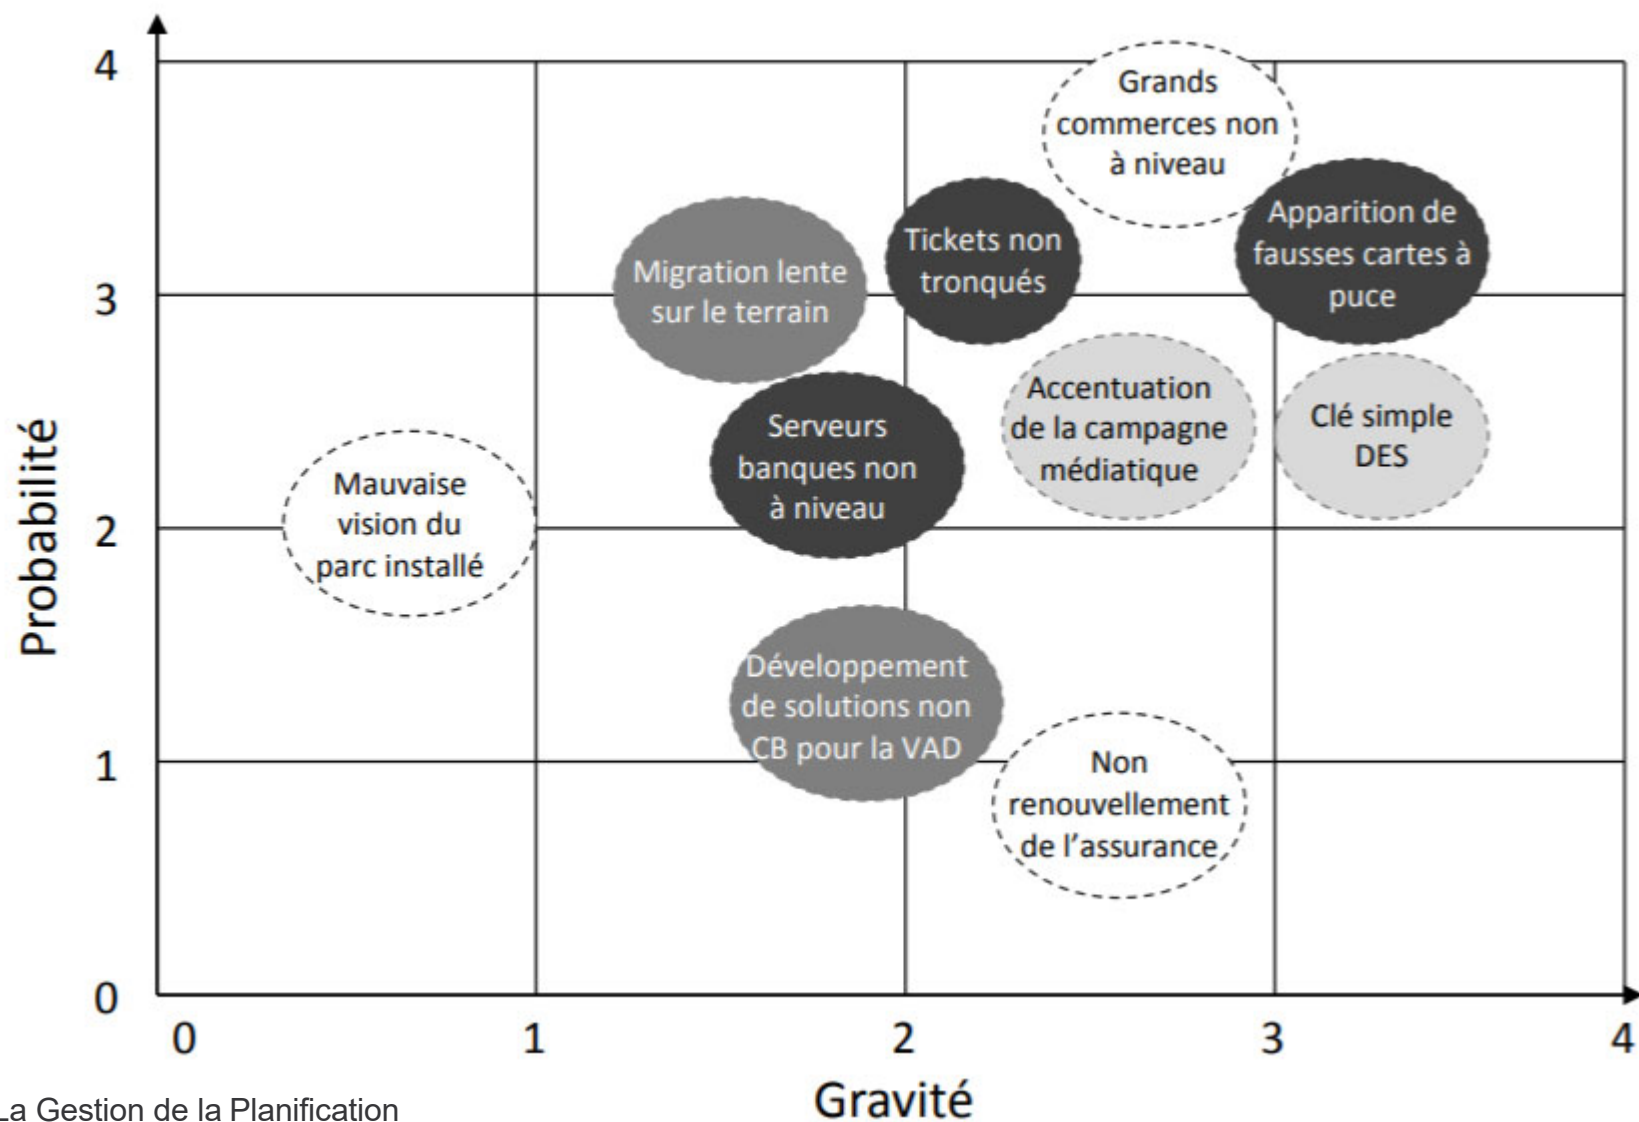 4
Grands
commerces non
à niveau
Apparition de
fausses cartes à
puce
Tickets non
tronqués
Migration lente
sur le terrain
3
Accentuation
de la campagne
médiatique
Clé simple
DES
Serveurs
banques non
à niveau
Mauvaise
vision du
parc installé
2
Probabilité
Développement
de solutions non
CB pour la VAD
1
Non
renouvellement
de l’assurance
0
0 1 2 3 4
Gravité
La Gestion de la Planification